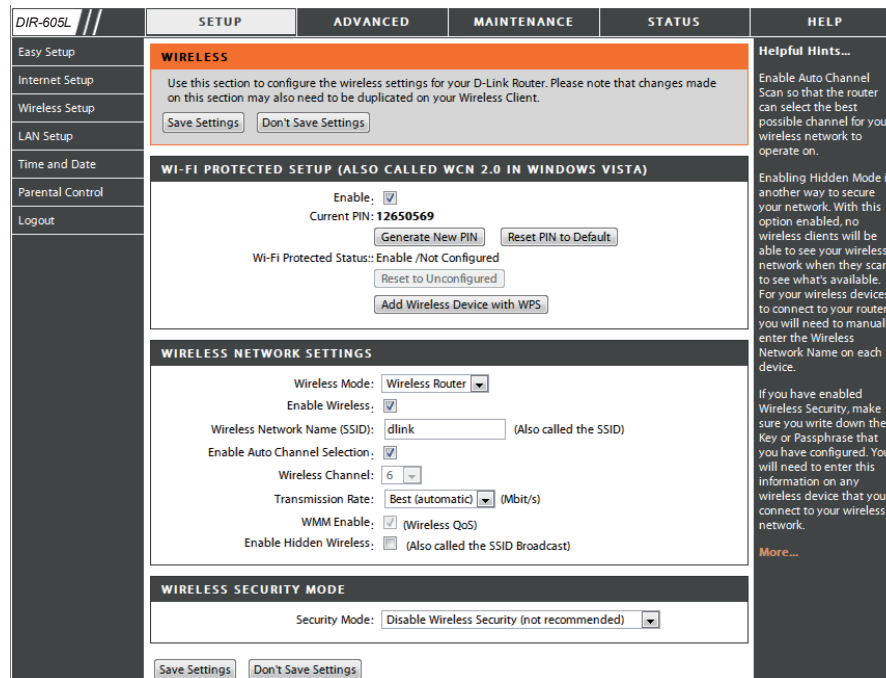 DIR-605L
SETUP
ADVANCED
MAINTENANCE
STATUS
HELP
Easy Setup
Internet Setup
Wireless Setup
LAN Setup
Time and Date
Parental Control
Logout
WIRELESS
Use this section to configure the wireless settings for your D-Link Router. Please note that changes made
on this section may also need to be duplicated on your Wireless Client.
Save Settings
Don't Save Settings
WI-FI PROTECTED SETUP (ALSO CALLED WCN 2.0 IN WINDOWS VISTA)
Enable:
Current PIN: 12650569
Generate New PIN
Reset PIN to Default
Wi-Fi Protected Status:: Enable /Not Configured
Reset to Unconfigured
Add Wireless Device with WPS
WIRELESS NETWORK SETTINGS
Wireless Mode: Wireless Router
Enable Wireless:
Wireless Network Name (SSID): dlink (Also called the SSID)
Enable Auto Channel Selection:
Wireless Channel: 6
Transmission Rate: Best (automatic) (Mbit/s)
WMM Enable: (Wireless QoS)
Enable Hidden Wireless: (Also called the SSID Broadcast)
WIRELESS SECURITY MODE
Security Mode: Disable Wireless Security (not recommended)
Save Settings
Don't Save Settings
Helpful Hints...
Enable Auto Channel
Scan so that the router
can select the best
possible channel for you
wireless network to
operate on.
Enabling Hidden Mode i
another way to secure
your network. With this
option enabled, no
wireless clients will be
able to see your wireless
network when they scan
to see what's available.
For your wireless devices
to connect to your router
you will need to manuall
enter the Wireless
Network Name on each
device.
If you have enabled
Wireless Security, make
sure you write down the
Key or Passphrase that
you have configured. You
will need to enter this
information on any
wireless device that you
connect to your wireless
network.
More...